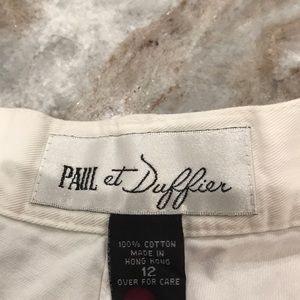 PAUL et Duffier
100% COTTON
MADE IN
HONG KONG
12
OVER FOR CARE